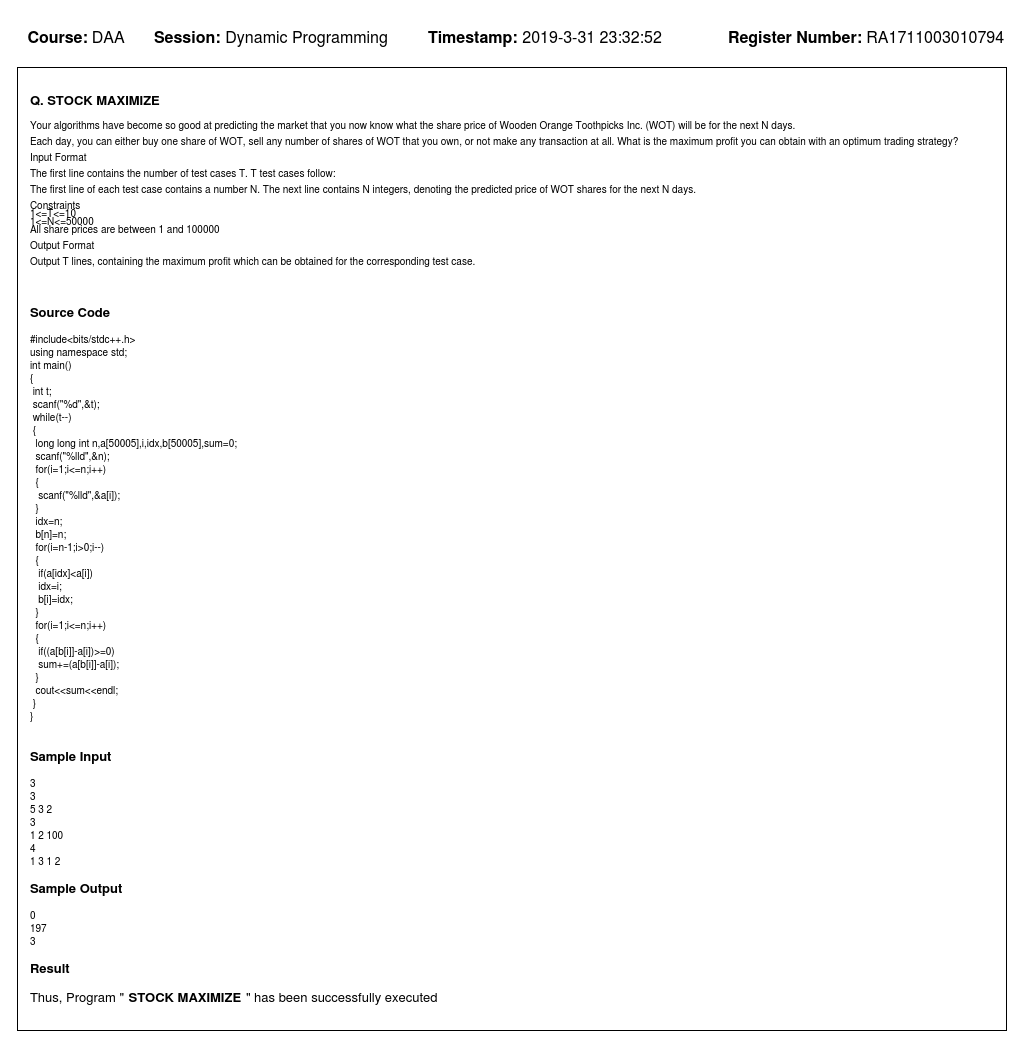 Course: DAA Session: Dynamic Programming Timestamp: 2019-3-31 23:32:52 Register Number: RA1711003010794
Q. STOCK MAXIMIZE
Your algorithms have become so good at predicting the market that you now know what the share price of Wooden Orange Toothpicks Inc. (WOT) will be for the next N days.
Each day, you can either buy one share of WOT, sell any number of shares of WOT that you own, or not make any transaction at all. What is the maximum profit you can obtain with an optimum trading strategy?
Input Format
The first line contains the number of test cases T. T test cases follow:
The first line of each test case contains a number N. The next line contains N integers, denoting the predicted price of WOT shares for the next N days.
Constraints
1<=T<=10
1<=N<=50000
All share prices are between 1 and 100000
Output Format
Output T lines, containing the maximum profit which can be obtained for the corresponding test case.
Source Code
#include<bits/stdc++.h>
using namespace std;
int main()
{
int t;
scanf("%d",&t);
while(t--)
{
long long int n,a[50005],i,idx,b[50005],sum=0;
scanf("%lld",&n);
for(i=1;i<=n;i++)
{
scanf("%lld",&a[i]);
}
idx=n;
b[n]=n;
for(i=n-1;i>0;i--)
{
if(a[idx]<a[i])
idx=i;
b[i]=idx;
}
for(i=1;i<=n;i++)
{
if((a[b[i]]-a[i])>=0)
sum+=(a[b[i]]-a[i]);
}
cout<<sum<<endl;
}
}
Sample Input
3
3
5 3 2
3
1 2 100
4
1 3 1 2
Sample Output
0
197
3
Result
Thus, Program " STOCK MAXIMIZE " has been successfully executed